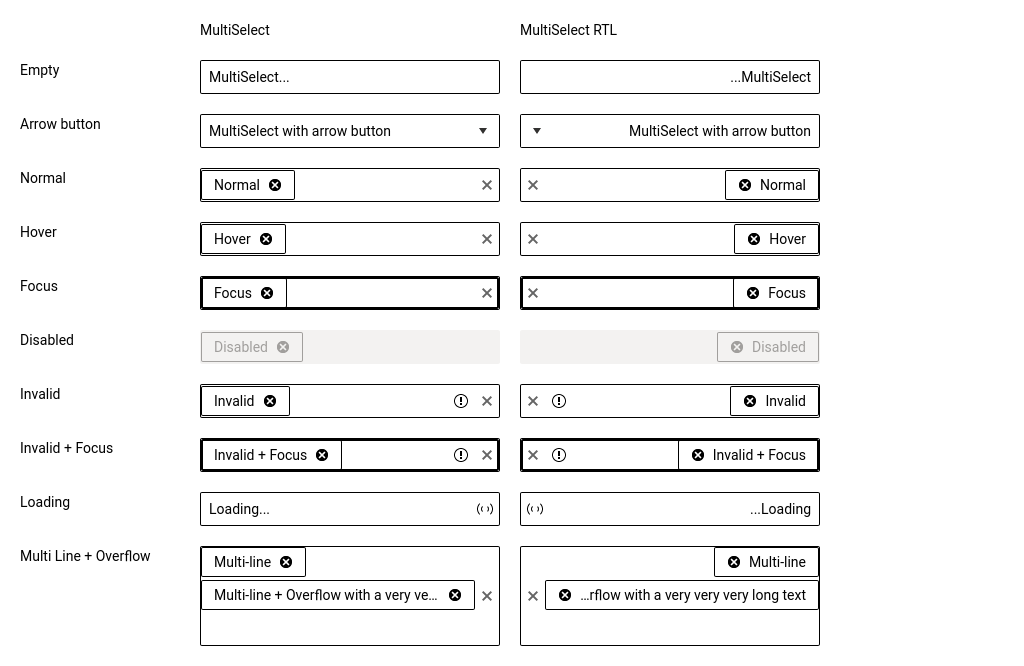 MultiSelect MultiSelect RTL
Empty MultiSelect... ...MultiSelect
Arrow button MultiSelect with arrow button MultiSelect with arrow button
Normal Normal Normal
Hover Hover Hover
Focus Focus Focus
Disabled Disabled Disabled
Invalid Invalid Invalid
Invalid + Focus Invalid + Focus Invalid + Focus
Loading Loading... ...Loading
Multi Line + Overflow Multi-line Multi-line
Multi-line + Overflow with a very ve... ...rflow with a very very very long text